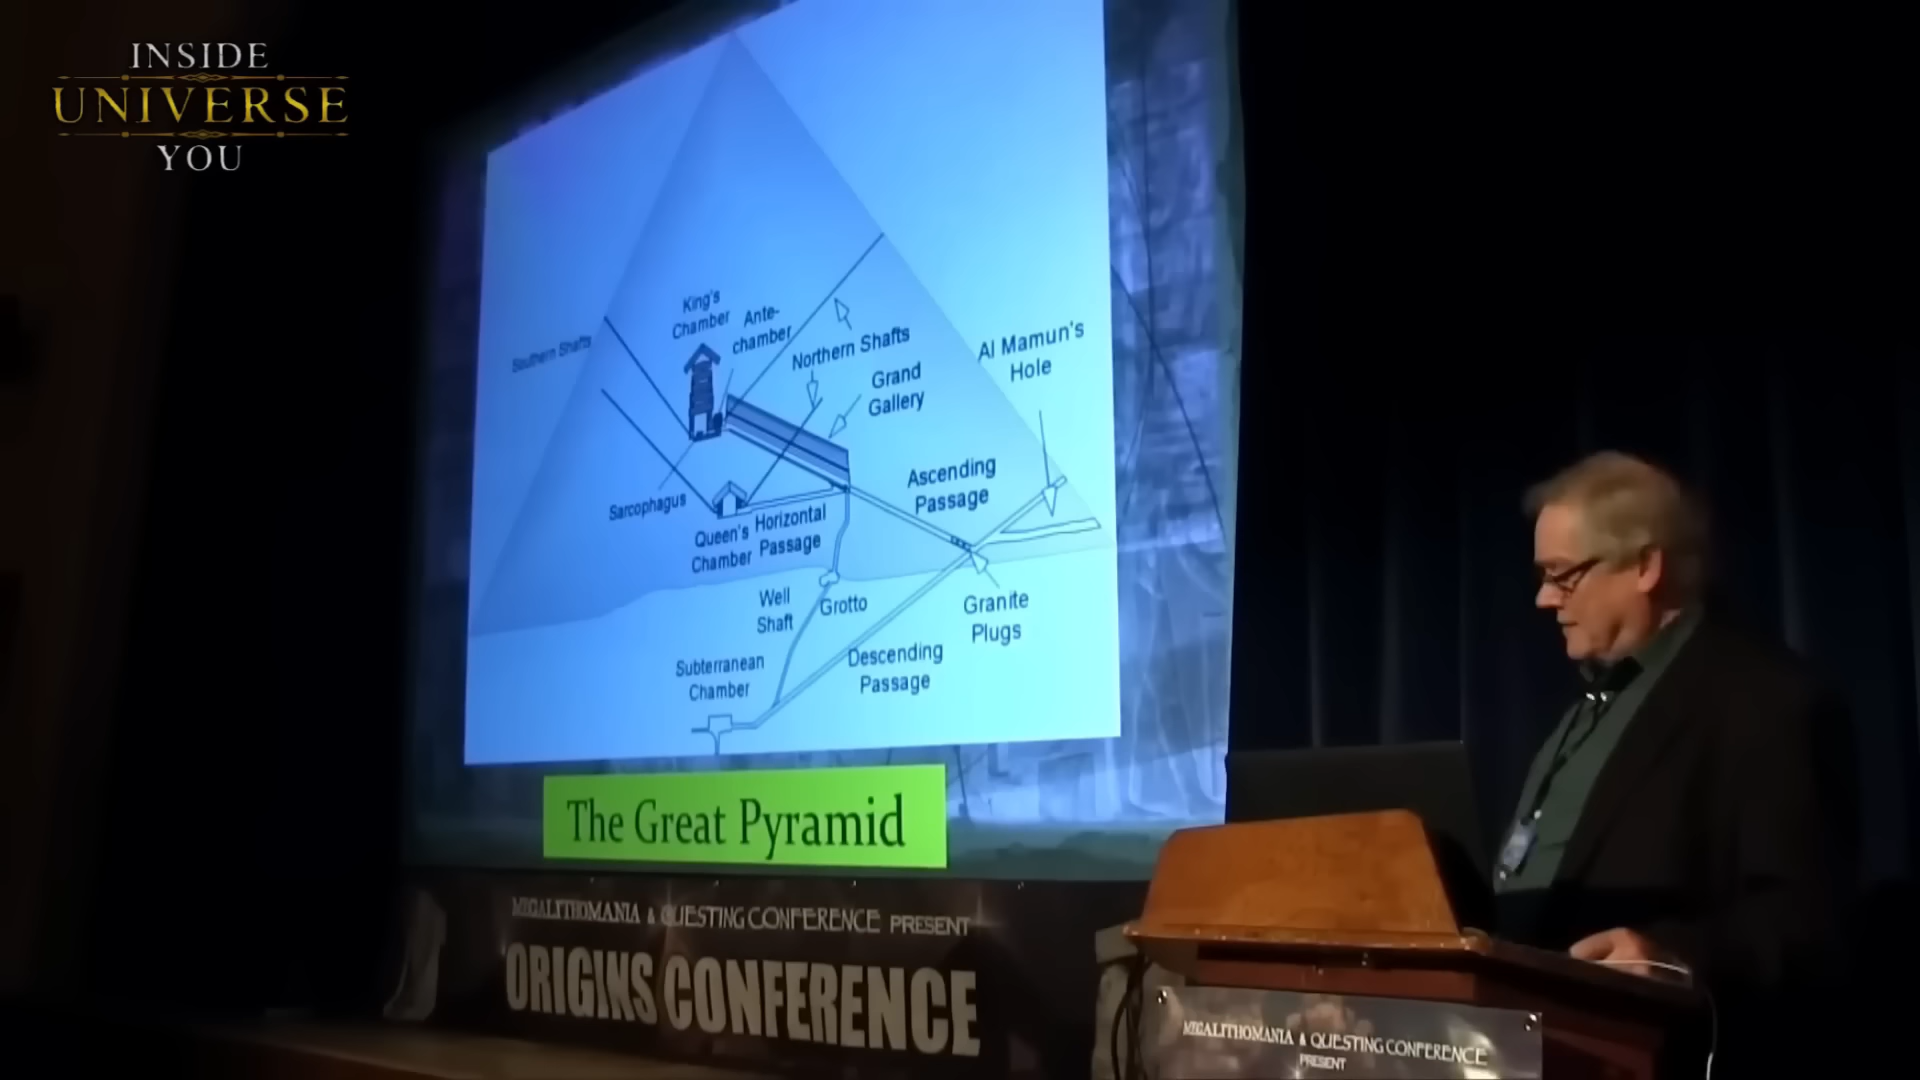 INSIDE
UNIVERSE
YOU
King's
Chamber
Ante-
chamber
Southern Shafts
Northern Shafts
Al Mamun's
Hole
Grand
Gallery
Ascending
Passage
Sarcophagus
Queen's
Chamber
Horizontal
Passage
Well
Shaft
Grotto
Granite
Plugs
Subterranean
Chamber
Descending
Passage
The Great Pyramid
MEGALITHOMANIA & QUESTING CONFERENCE PRESENT
ORIGINS CONFERENCE
MEGALITHOMANIA & QUESTING CONFERENCE
PRESENT